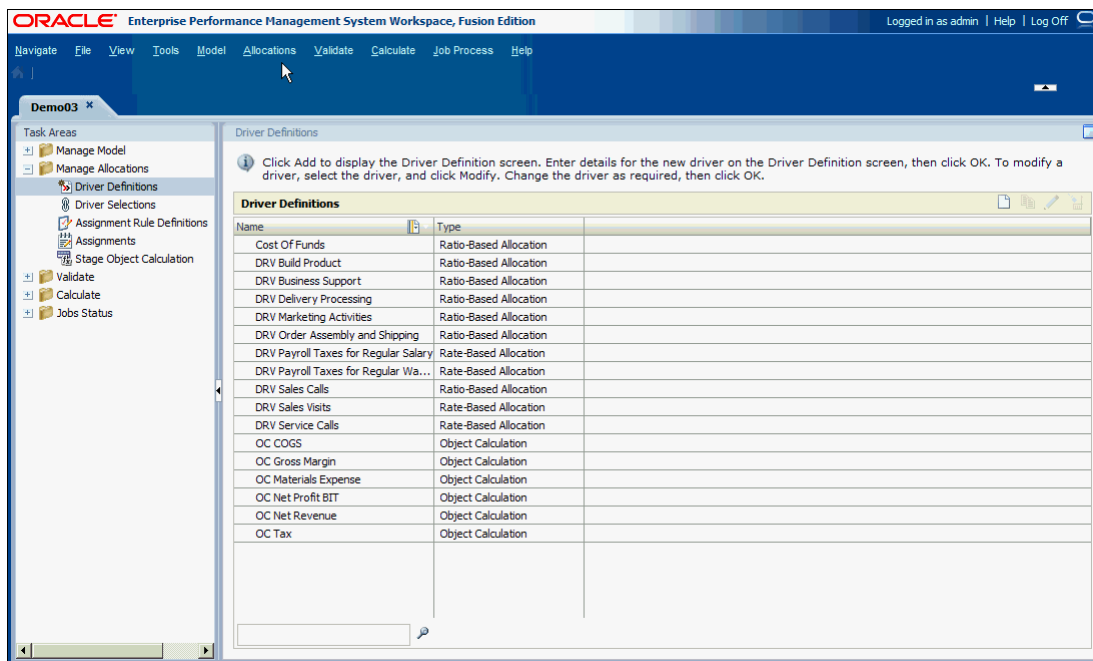 ORACLE Enterprise Performance Management System Workspace, Fusion Edition
Logged in as admin | Help | Log Off
Navigate File View Tools Model Allocations Validate Calculate Job Process Help
Demo03
Task Areas
Manage Model
Manage Allocations
Driver Definitions
Driver Selections
Assignment Rule Definitions
Assignments
Stage Object Calculation
Validate
Calculate
Jobs Status
Driver Definitions
Click Add to display the Driver Definition screen. Enter details for the new driver on the Driver Definition screen, then click OK. To modify a
driver, select the driver, and click Modify. Change the driver as required, then click OK.
Driver Definitions
Name Type
Cost Of Funds Ratio-Based Allocation
DRV Build Product Ratio-Based Allocation
DRV Business Support Ratio-Based Allocation
DRV Delivery Processing Ratio-Based Allocation
DRV Marketing Activities Ratio-Based Allocation
DRV Order Assembly and Shipping Ratio-Based Allocation
DRV Payroll Taxes for Regular Salary Rate-Based Allocation
DRV Payroll Taxes for Regular Wa... Rate-Based Allocation
DRV Sales Calls Ratio-Based Allocation
DRV Sales Visits Rate-Based Allocation
DRV Service Calls Rate-Based Allocation
OC COGS Object Calculation
OC Gross Margin Object Calculation
OC Materials Expense Object Calculation
OC Net Profit BIT Object Calculation
OC Net Revenue Object Calculation
OC Tax Object Calculation